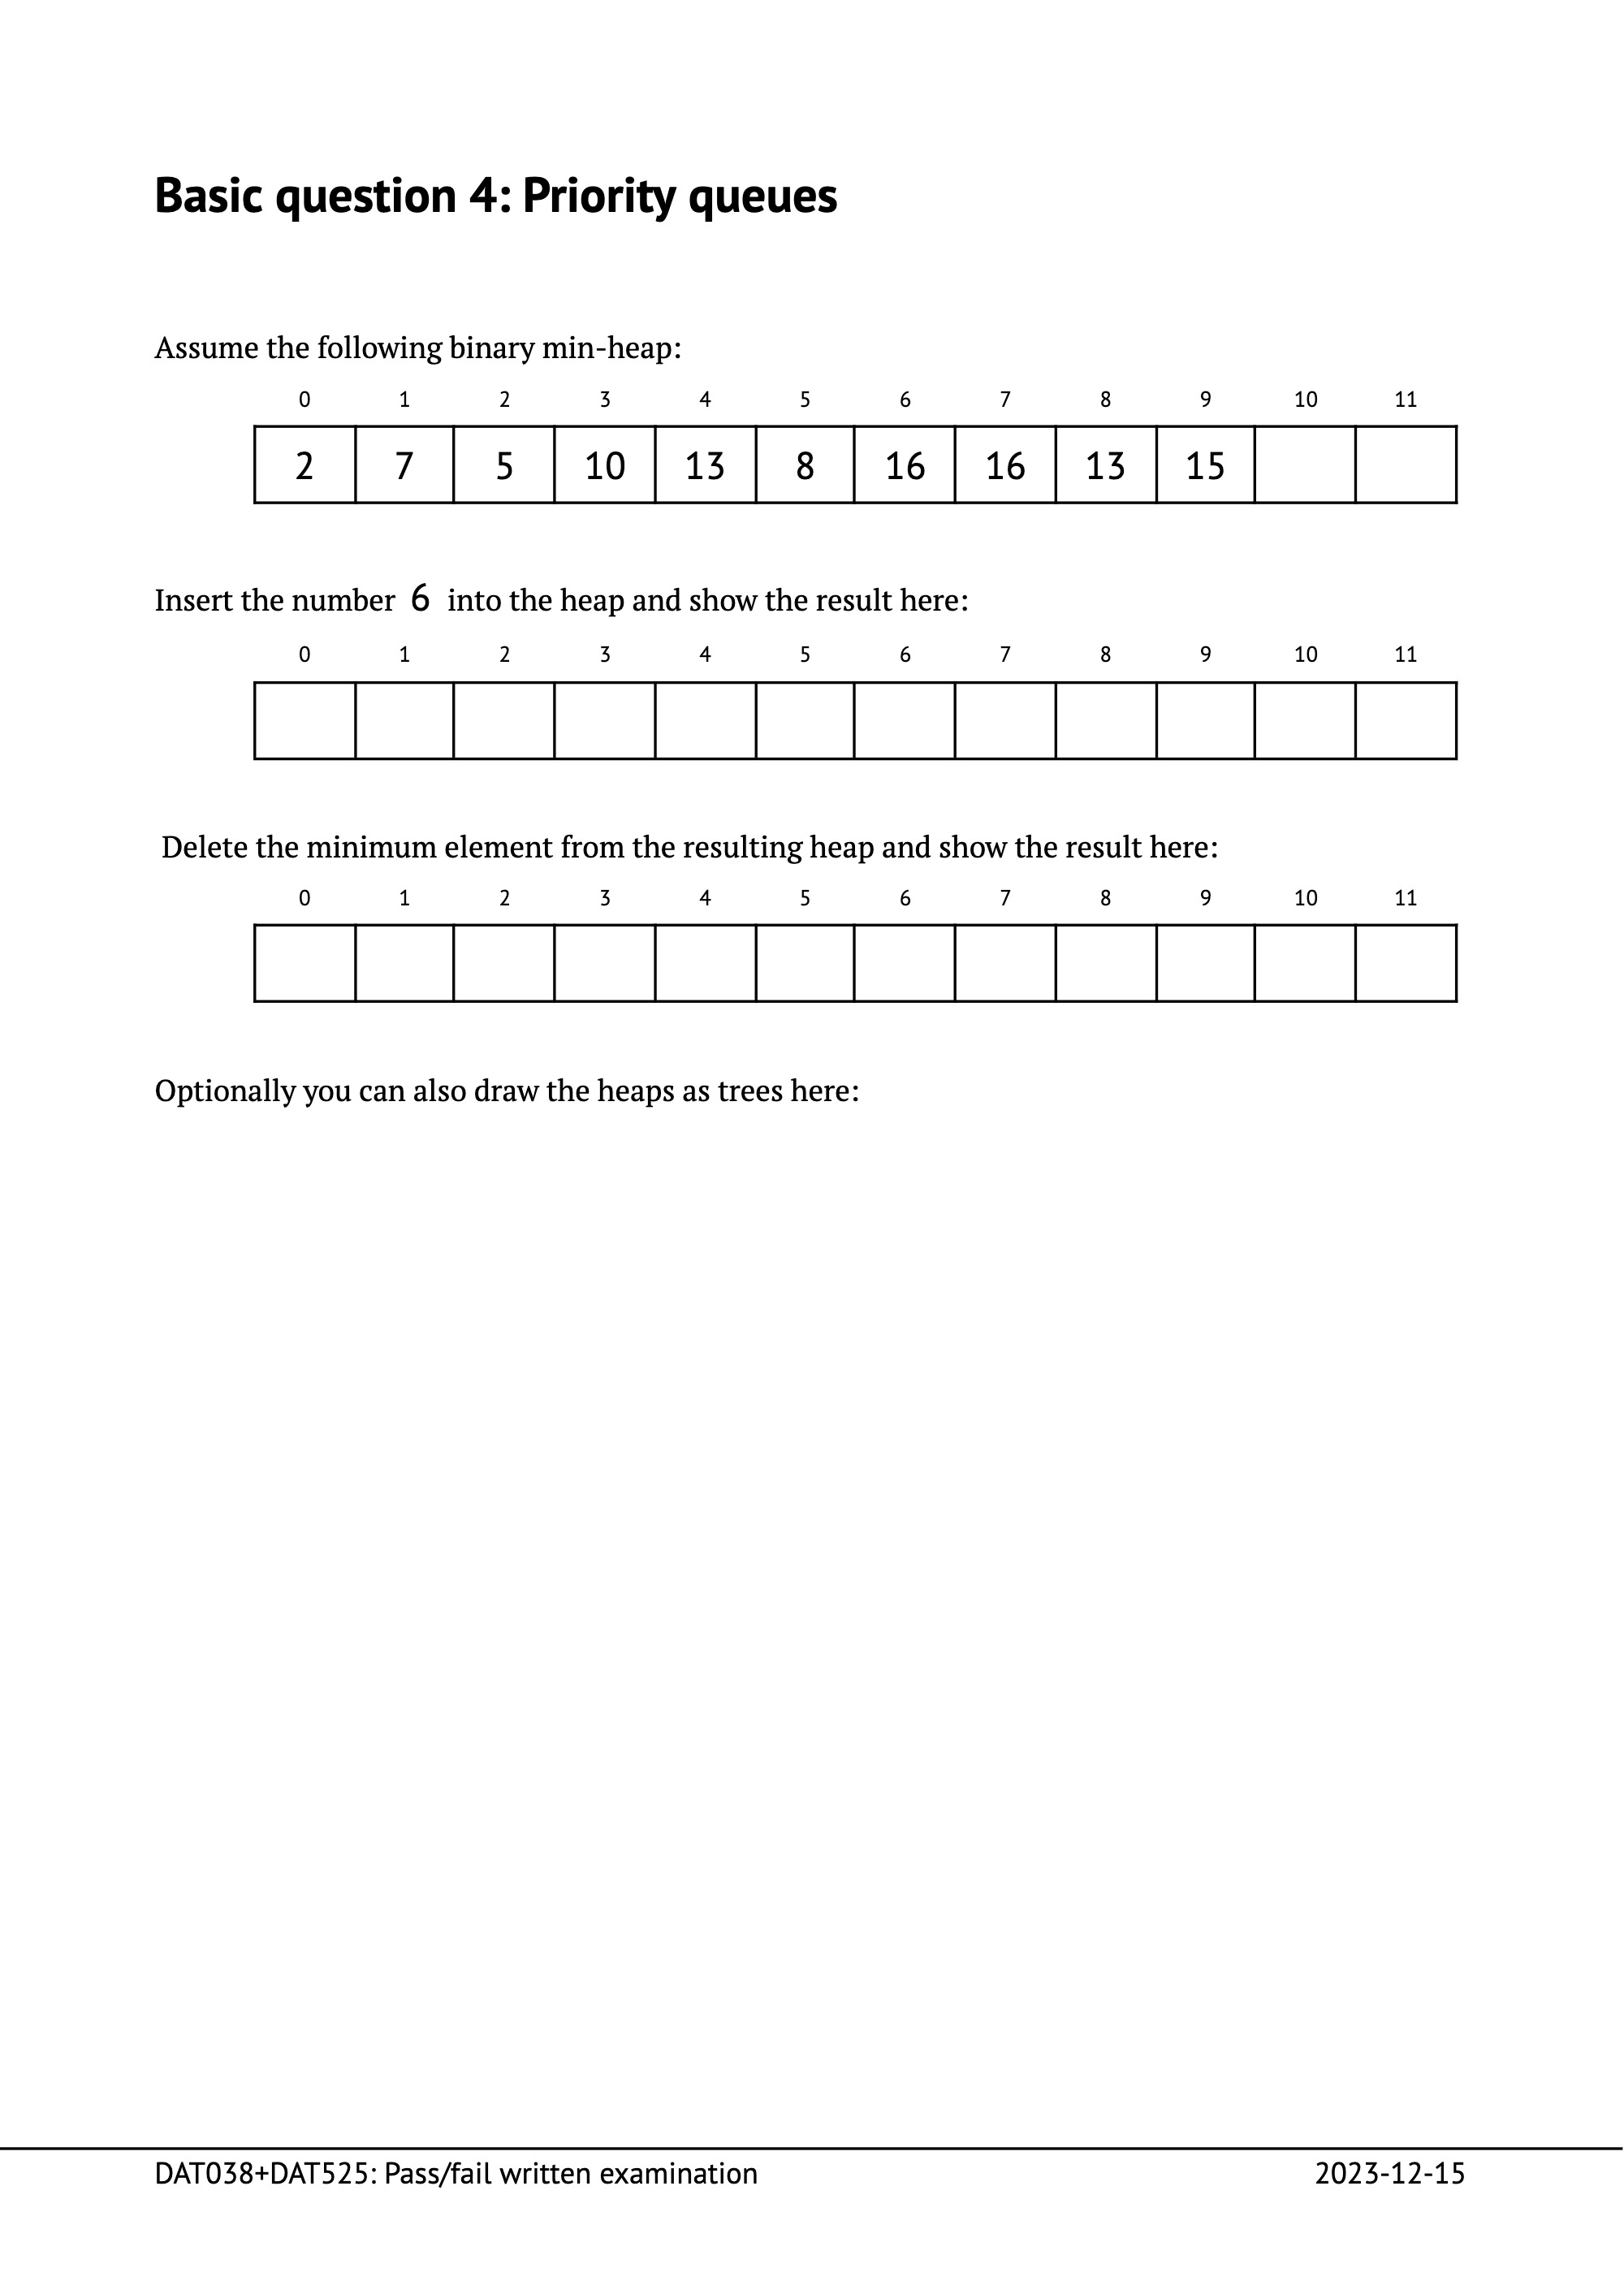 Basic question 4: Priority queues
Assume the following binary min-heap:
0 1 2 3 4 5 6 7 8 9 10 11
2 7 5 10 13 8 16 16 13 15
Insert the number 6 into the heap and show the result here:
0 1 2 3 4 5 6 7 8 9 10 11
Delete the minimum element from the resulting heap and show the result here:
0 1 2 3 4 5 6 7 8 9 10 11
Optionally you can also draw the heaps as trees here:
DAT038+DAT525: Pass/fail written examination 2023-12-15